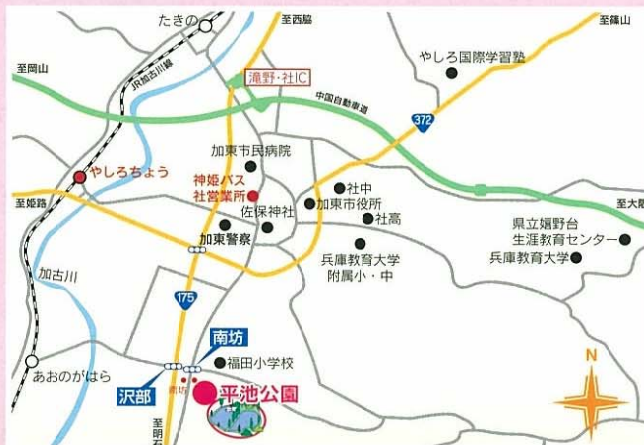 たきの
至西脇
至篠山
至岡山
JR加古川線
滝野・社IC
やしろ国際学習塾
中国自動車道
372
加東市民病院
やしろちょう
神姫バス
社営業所
社中
加東市役所
至姫路
佐保神社
社高
至大阪
加東警察
県立嬉野台
生涯教育センター
兵庫教育大学
兵庫教育大学
附属小・中
加古川
175
南坊
福田小学校
あおのがはら
沢部
南坊
平池公園
至明石
N